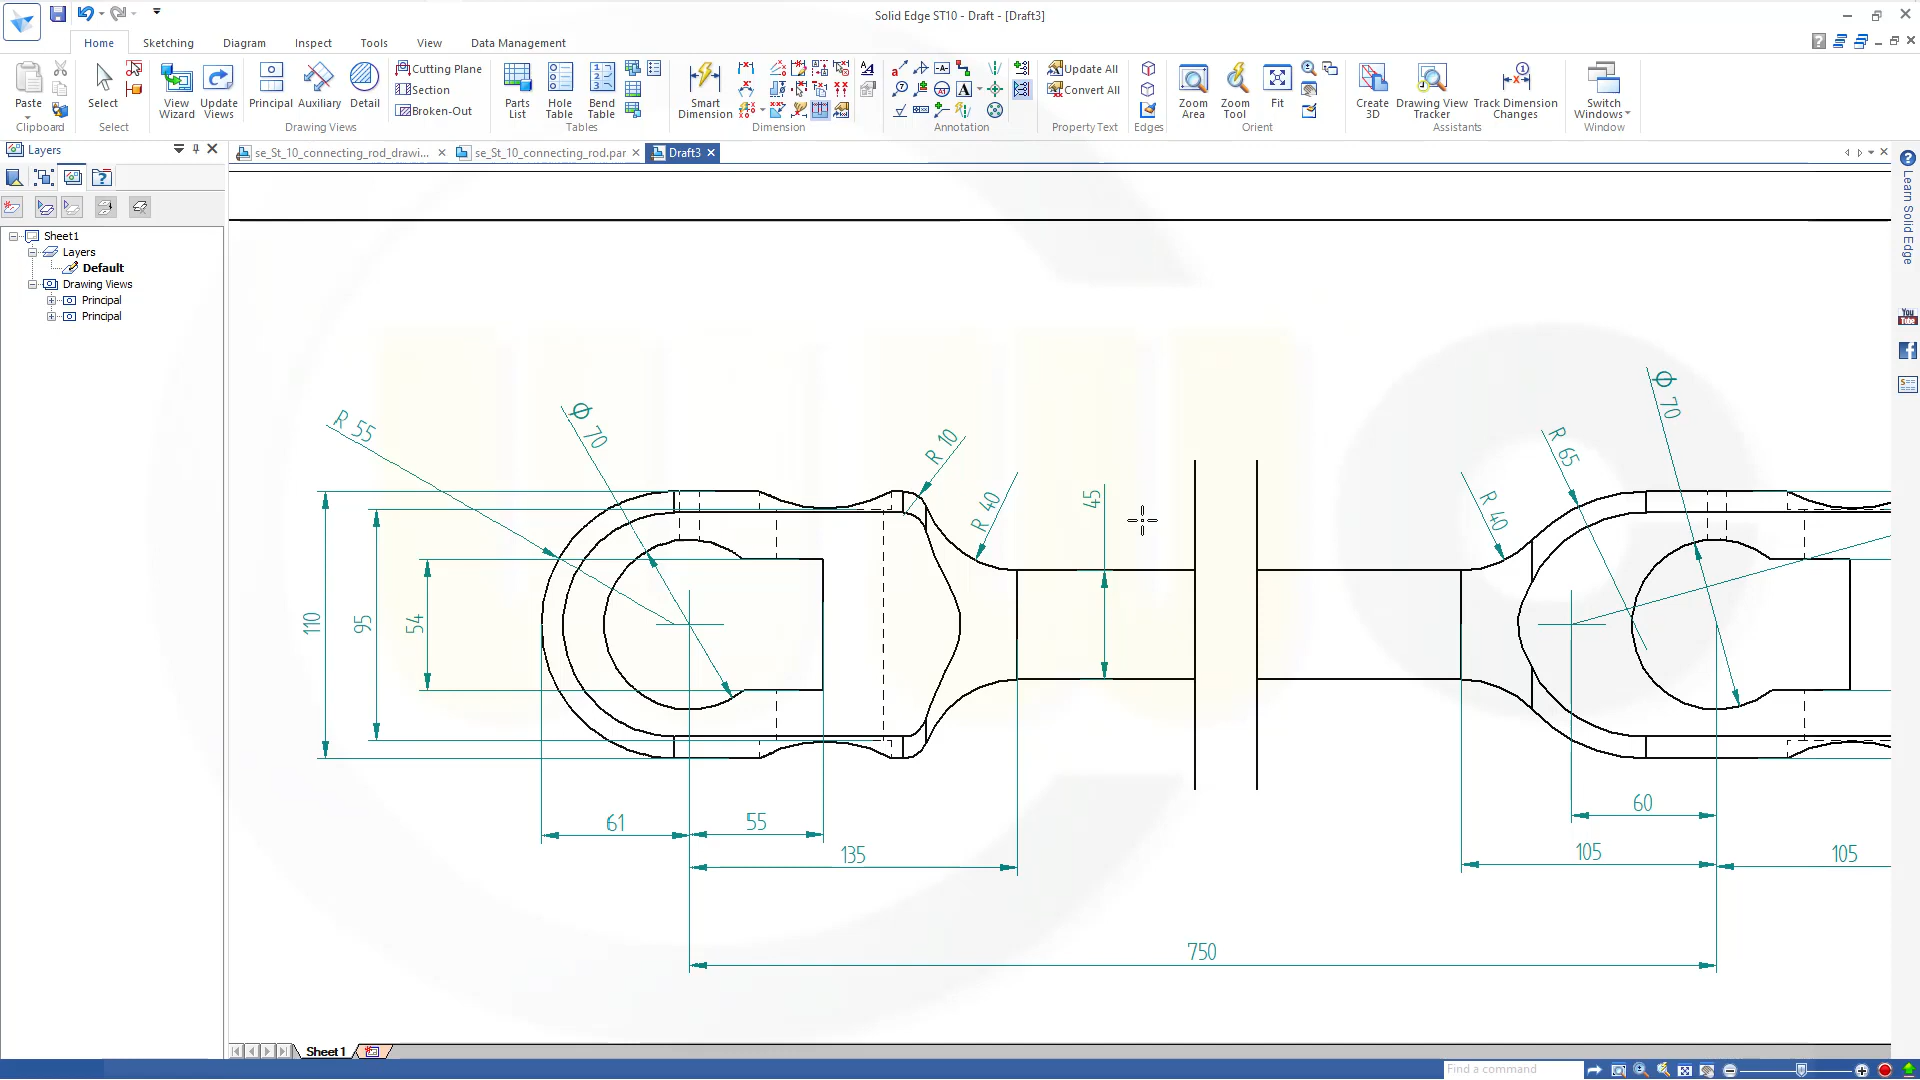 Solid Edge ST10 - Draft - [Draft3]
Home Sketching Diagram Inspect Tools View Data Management
Paste
Clipboard
Select
Select
View Wizard
Update Views
Principal
Auxiliary
Detail
Cutting Plane
Section
Broken-Out
Drawing Views
Parts List
Hole Table
Bend Table
Tables
Smart Dimension
Dimension
Annotation
Update All
Convert All
Property Text
Edges
Zoom Area
Zoom Tool
Fit
Orient
Create 3D
Drawing View Tracker
Track Dimension Changes
Assistants
Switch Windows
Window
Layers
se_St_10_connecting_rod_drawi...
se_St_10_connecting_rod.par
Draft3
Learn Solid Edge
Sheet1
Layers
Default
Drawing Views
Principal
Principal
R 55
Ø 70
R 10
R 40
45
R 40
R 65
Ø 70
110
95
54
61
55
135
60
105
105
750
Sheet 1
Find a command
You Tube